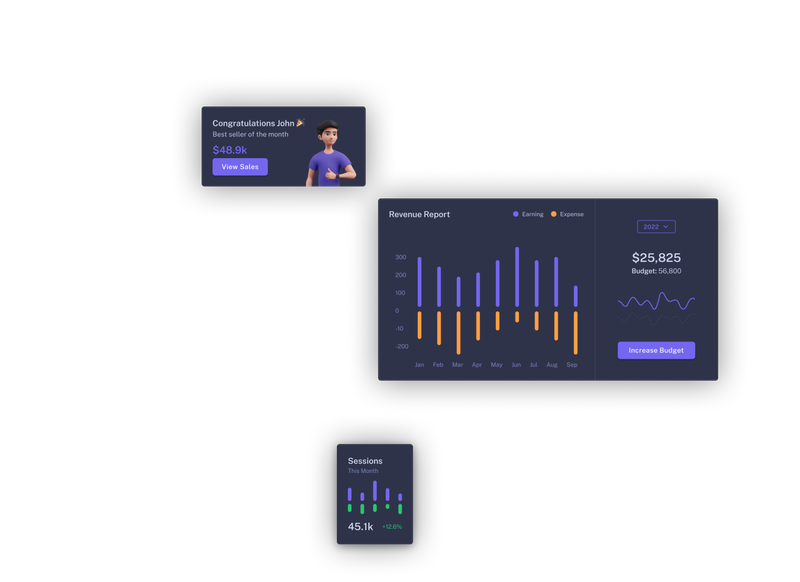 Congratulations John 🎉
Best seller of the month
$48.9k
View Sales
Revenue Report
Earning
Expense
300
200
100
0
-10
-200
Jan Feb Mar Apr May Jun Jul Aug Sep
2022
$25,825
Budget: 56,800
Increase Budget
Sessions
This Month
45.1k +12.6%